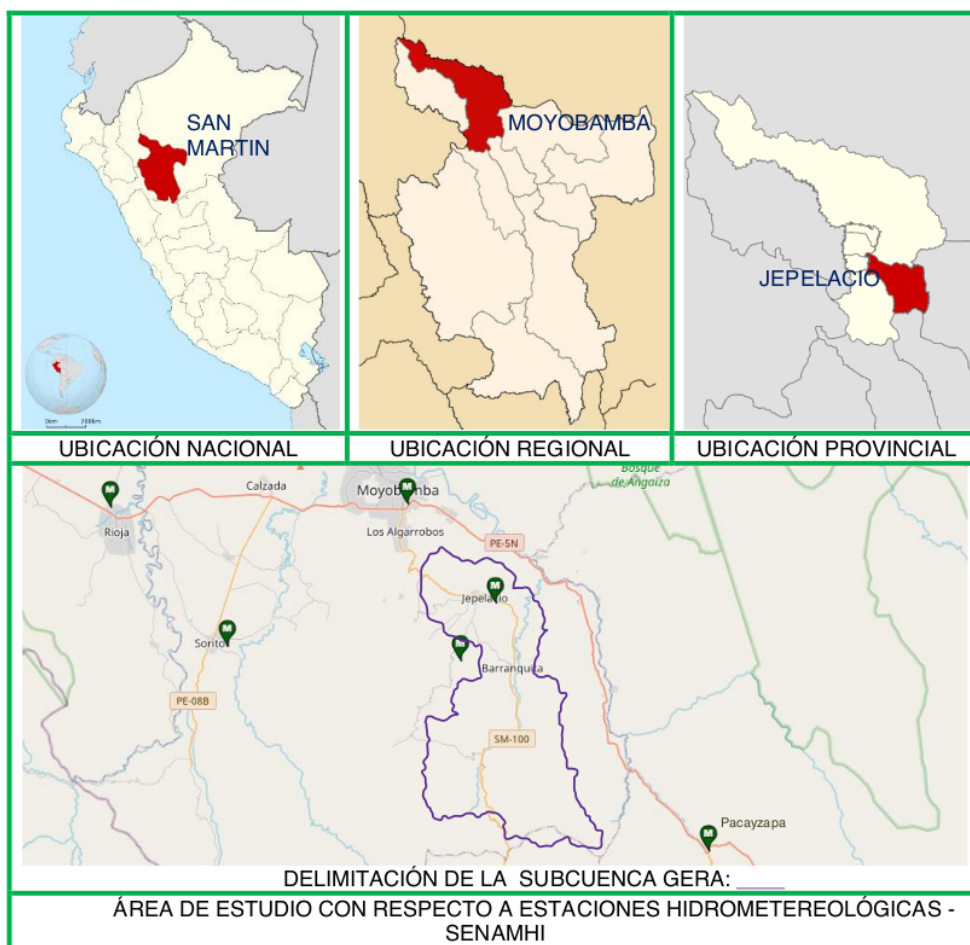 SAN
MARTIN
MOYOBAMBA
JEPELACIO
0km 200km
UBICACIÓN NACIONAL
UBICACIÓN REGIONAL
UBICACIÓN PROVINCIAL
Bosque
de Angaiza
M
Calzada
M
Moyobamba
Rioja
Los Algarrobos
PE-5N
M
Jepelacio
M
Soritor
M
Barranquita
PE-08B
SM-100
Pacayzapa
M
DELIMITACIÓN DE LA SUBCUENCA GERA:
ÁREA DE ESTUDIO CON RESPECTO A ESTACIONES HIDROMETEREOLÓGICAS -
SENAMHI